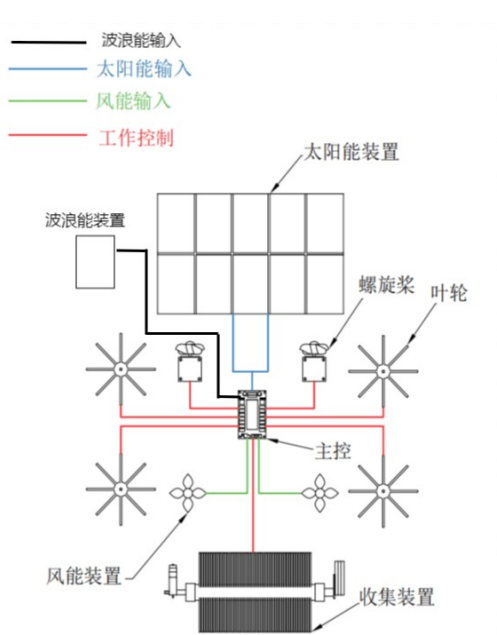 波浪能输入
太阳能输入
风能输入
工作控制
太阳能装置
波浪能装置
螺旋桨
叶轮
主控
风能装置
收集装置